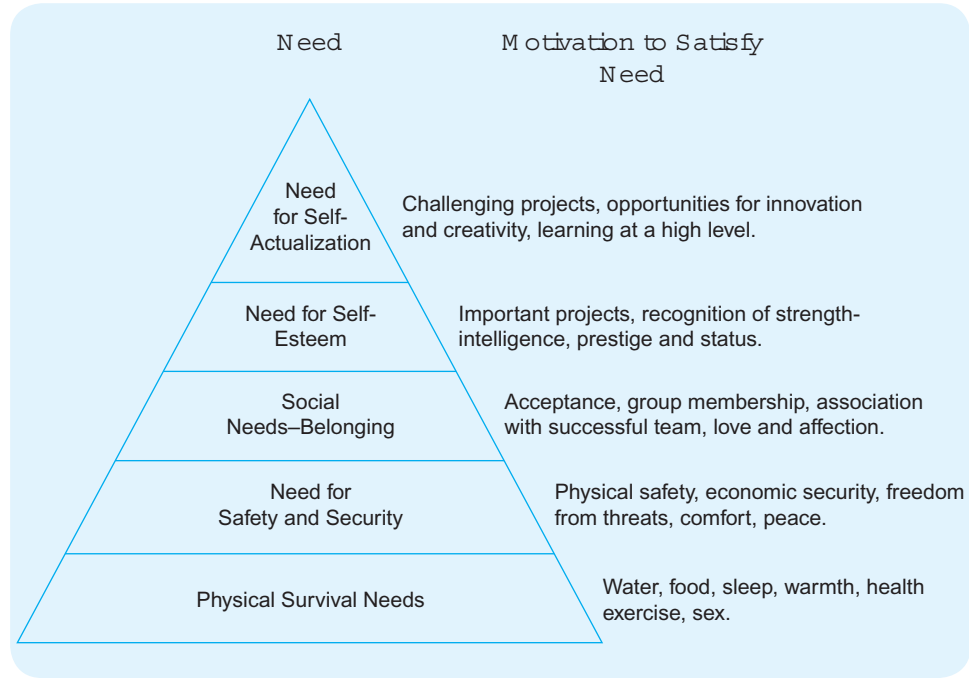 Need
Motivation to Satisfy
Need
Need
for Self-
Actualization
Challenging projects, opportunities for innovation
and creativity, learning at a high level.
Need for Self-
Esteem
Important projects, recognition of strength-
intelligence, prestige and status.
Social
Needs–Belonging
Acceptance, group membership, association
with successful team, love and affection.
Need for
Safety and Security
Physical safety, economic security, freedom
from threats, comfort, peace.
Physical Survival Needs
Water, food, sleep, warmth, health
exercise, sex.